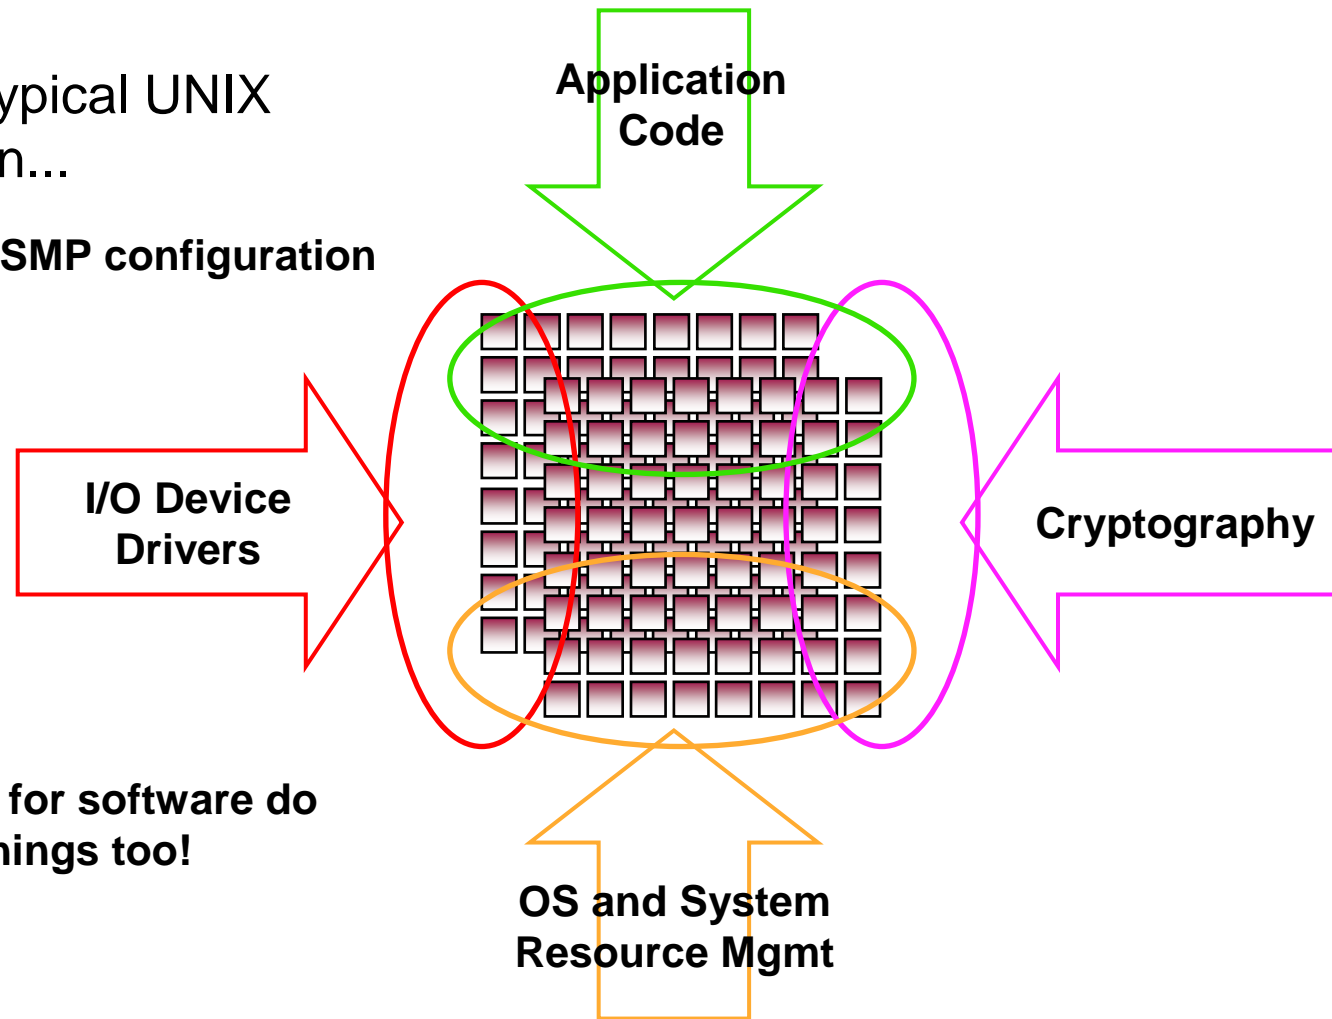 ypical UNIX
n...
SMP configuration
Application
Code
I/O Device
Drivers
Cryptography
for software do
hings too!
OS and System
Resource Mgmt